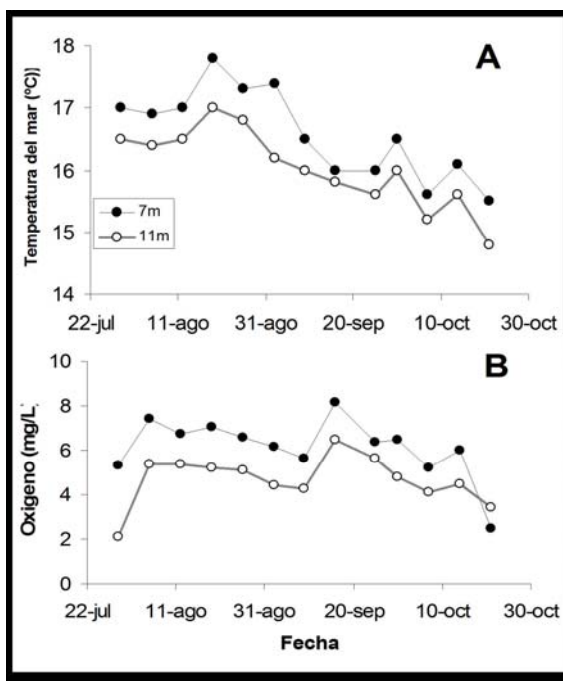 A
Temperatura del mar (ºC)
18
17
16
15
14
7m
11m
22-jul 11-ago 31-ago 20-sep 10-oct 30-oct
B
Oxigeno (mg/L)
10
8
6
4
2
0
22-jul 11-ago 31-ago 20-sep 10-oct 30-oct
Fecha